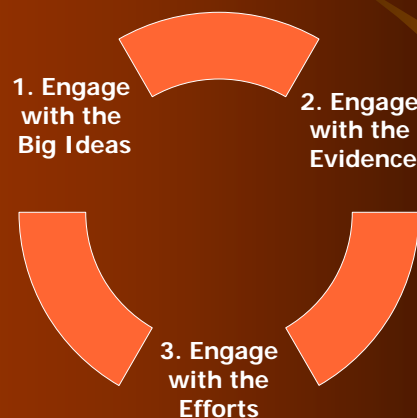 1. Engage
with the
Big Ideas
2. Engage
with the
Evidence
3. Engage
with the
Efforts